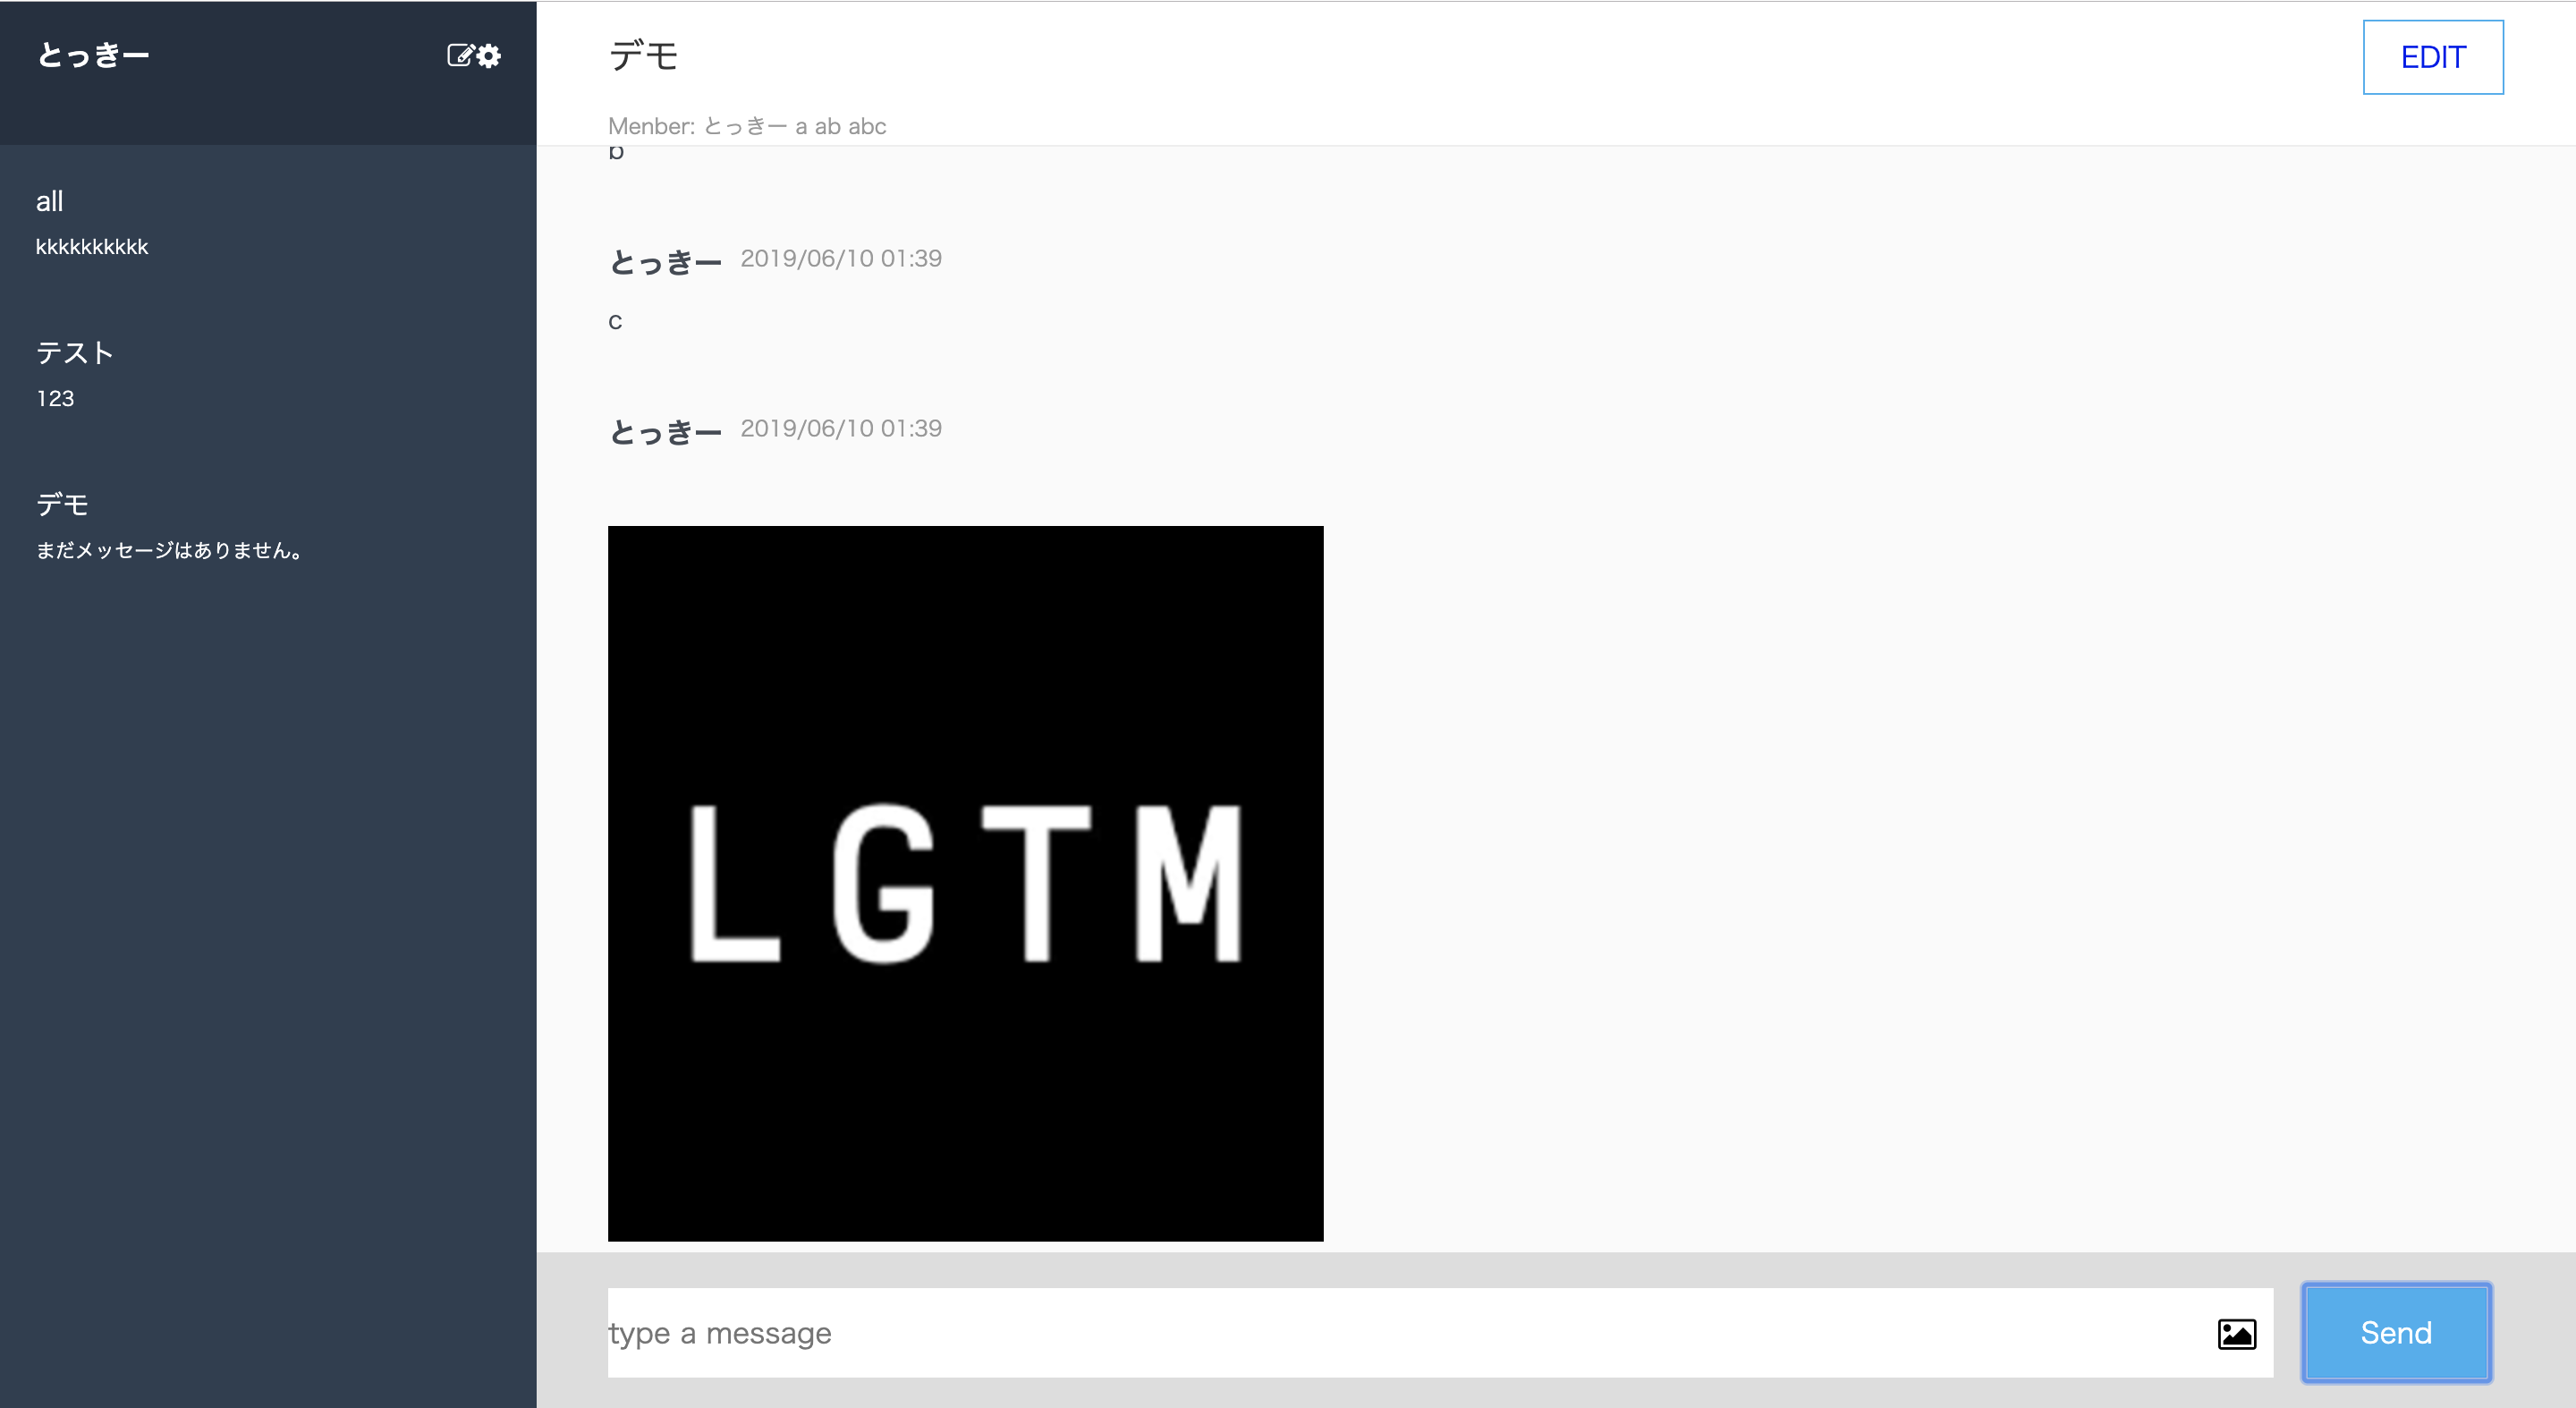 とっきー
all
kkkkkkkkkk
テスト
123
デモ
まだメッセージはありません。
デモ
EDIT
Menber: とっきー a ab abc
b
とっきー 2019/06/10 01:39
c
とっきー 2019/06/10 01:39
LGTM
type a message
Send